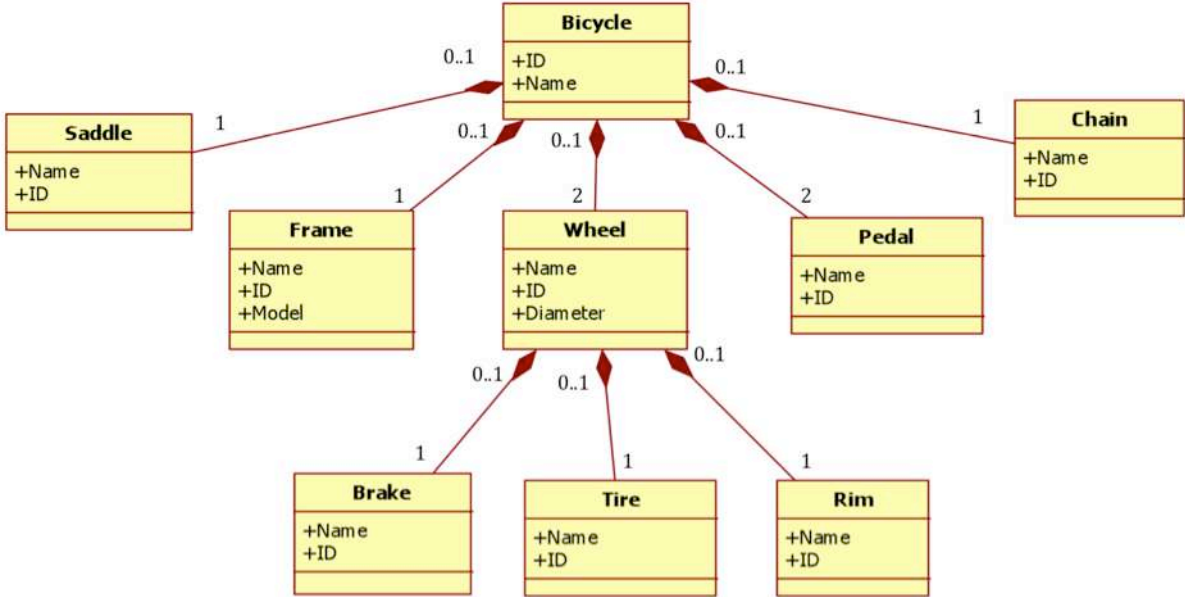 Bicycle
+ID
+Name
0..1
0..1
0..1
0..1
0..1
1
1
2
2
1
Saddle
+Name
+ID
Frame
+Name
+ID
+Model
Wheel
+Name
+ID
+Diameter
Pedal
+Name
+ID
Chain
+Name
+ID
0..1
0..1
0..1
1
1
1
Brake
+Name
+ID
Tire
+Name
+ID
Rim
+Name
+ID